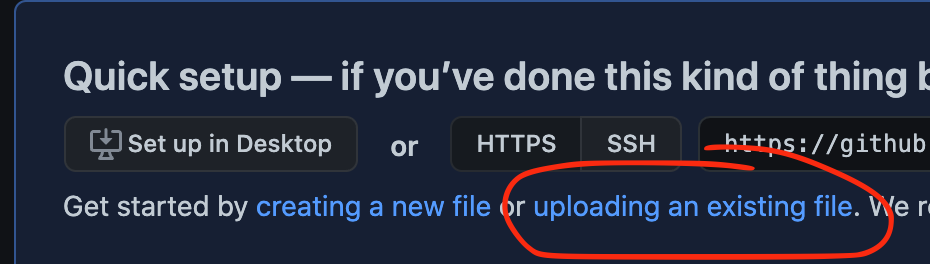 Quick setup — if you've done this kind of thing
Set up in Desktop or HTTPS SSH https://github
Get started by creating a new file or uploading an existing file. We